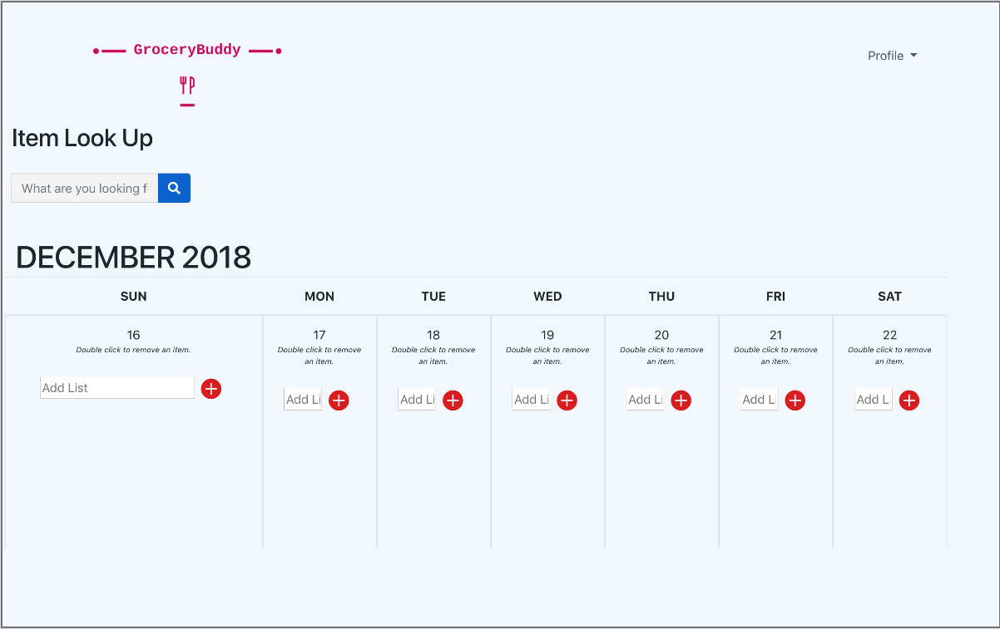 GroceryBuddy
Profile
Item Look Up
What are you looking f
DECEMBER 2018
SUN MON TUE WED THU FRI SAT
16
Double click to remove an item.
Add List
17
Double click to remove
an item.
Add Li
18
Double click to remove
an item.
Add Li
19
Double click to remove
an item.
Add Li
20
Double click to remove
an item.
Add Li
21
Double click to remove
an item.
Add Li
22
Double click to remove
an item.
Add Li